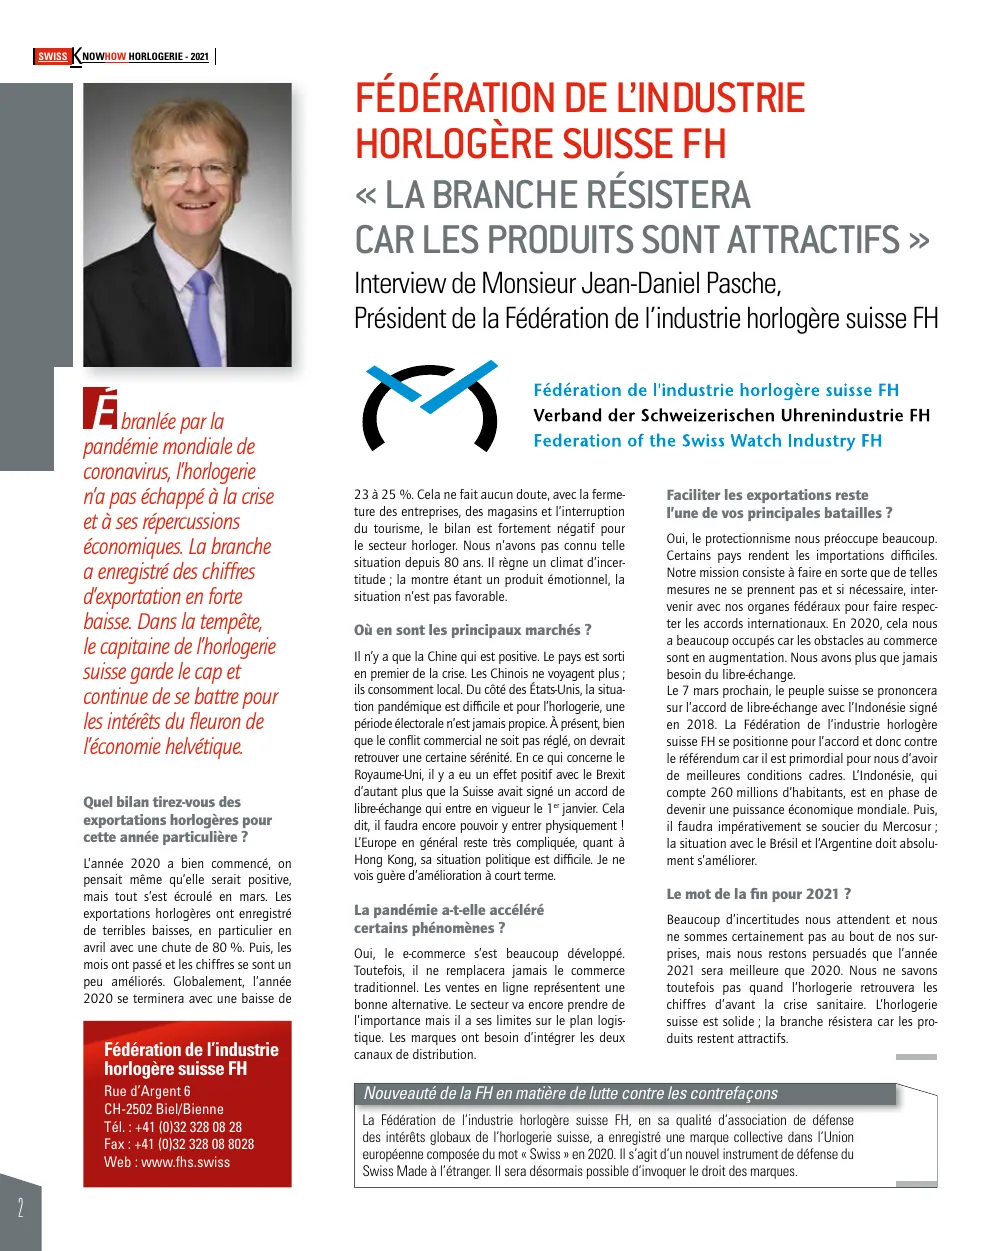 SWISS KNOWHOW HORLOGERIE - 2021
FÉDÉRATION DE L'INDUSTRIE
HORLOGÈRE SUISSE FH
« LA BRANCHE RÉSISTERA
CAR LES PRODUITS SONT ATTRACTIFS »
Interview de Monsieur Jean-Daniel Pasche,
Président de la Fédération de l'industrie horlogère suisse FH
Fédération de l'industrie horlogère suisse FH
Verband der Schweizerischen Uhrenindustrie FH
Federation of the Swiss Watch Industry FH
Ébranlée par la
pandémie mondiale de
coronavirus, l'horlogerie
n'a pas échappé à la crise
et à ses répercussions
économiques. La branche
a enregistré des chiffres
d'exportation en forte
baisse. Dans la tempête,
le capitaine de l'horlogerie
suisse garde le cap et
continue de se battre pour
les intérêts du fleuron de
l'économie helvétique.
Quel bilan tirez-vous des
exportations horlogères pour
cette année particulière ?
L'année 2020 a bien commencé, on
pensait même qu'elle serait positive,
mais tout s'est écroulé en mars. Les
exportations horlogères ont enregistré
de terribles baisses, en particulier en
avril avec une chute de 80 %. Puis, les
mois ont passé et les chiffres se sont un
peu améliorés. Globalement, l'année
2020 se terminera avec une baisse de
23 à 25 %. Cela ne fait aucun doute, avec la ferme-
ture des entreprises, des magasins et l'interruption
du tourisme, le bilan est fortement négatif pour
le secteur horloger. Nous n'avons pas connu telle
situation depuis 80 ans. Il règne un climat d'incer-
titude ; la montre étant un produit émotionnel, la
situation n'est pas favorable.
Où en sont les principaux marchés ?
Il n'y a que la Chine qui est positive. Le pays est sorti
en premier de la crise. Les Chinois ne voyagent plus ;
ils consomment local. Du côté des États-Unis, la situa-
tion pandémique est difficile et pour l'horlogerie, une
période électorale n'est jamais propice. À présent, bien
que le conflit commercial ne soit pas réglé, on devrait
retrouver une certaine sérénité. En ce qui concerne le
Royaume-Uni, il y a eu un effet positif avec le Brexit
d'autant plus que la Suisse avait signé un accord de
libre-échange qui entre en vigueur le 1er janvier. Cela
dit, il faudra encore pouvoir y entrer physiquement !
L'Europe en général reste très compliquée, quant à
Hong Kong, sa situation politique est difficile. Je ne
vois guère d'amélioration à court terme.
La pandémie a-t-elle accéléré
certains phénomènes ?
Oui, le e-commerce s'est beaucoup développé.
Toutefois, il ne remplacera jamais le commerce
traditionnel. Les ventes en ligne représentent une
bonne alternative. Le secteur va encore prendre de
l'importance mais il a ses limites sur le plan logis-
tique. Les marques ont besoin d'intégrer les deux
canaux de distribution.
Faciliter les exportations reste
l'une de vos principales batailles ?
Oui, le protectionnisme nous préoccupe beaucoup.
Certains pays rendent les importations difficiles.
Notre mission consiste à faire en sorte que de telles
mesures ne se prennent pas et si nécessaire, inter-
venir avec nos organes fédéraux pour faire respec-
ter les accords internationaux. En 2020, cela nous
a beaucoup occupés car les obstacles au commerce
sont en augmentation. Nous avons plus que jamais
besoin du libre-échange.
Le 7 mars prochain, le peuple suisse se prononcera
sur l'accord de libre-échange avec l'Indonésie signé
en 2018. La Fédération de l'industrie horlogère
suisse FH se positionne pour l'accord et donc contre
le référendum car il est primordial pour nous d'avoir
de meilleures conditions cadres. L'Indonésie, qui
compte 260 millions d'habitants, est en phase de
devenir une puissance économique mondiale. Puis,
il faudra impérativement se soucier du Mercosur ;
la situation avec le Brésil et l'Argentine doit absolu-
ment s'améliorer.
Le mot de la fin pour 2021 ?
Beaucoup d'incertitudes nous attendent et nous
ne sommes certainement pas au bout de nos sur-
prises, mais nous restons persuadés que l'année
2021 sera meilleure que 2020. Nous ne savons
toutefois pas quand l'horlogerie retrouvera les
chiffres d'avant la crise sanitaire. L'horlogerie
suisse est solide ; la branche résistera car les pro-
duits restent attractifs.
Fédération de l'industrie
horlogère suisse FH
Rue d'Argent 6
CH-2502 Biel/Bienne
Tél. : +41 (0)32 328 08 28
Fax : +41 (0)32 328 08 8028
Web : www.fhs.swiss
Nouveauté de la FH en matière de lutte contre les contrefaçons
La Fédération de l'industrie horlogère suisse FH, en sa qualité d'association de défense
des intérêts globaux de l'horlogerie suisse, a enregistré une marque collective dans l'Union
européenne composée du mot « Swiss » en 2020. Il s'agit d'un nouvel instrument de défense du
Swiss Made à l'étranger. Il sera désormais possible d'invoquer le droit des marques.
2